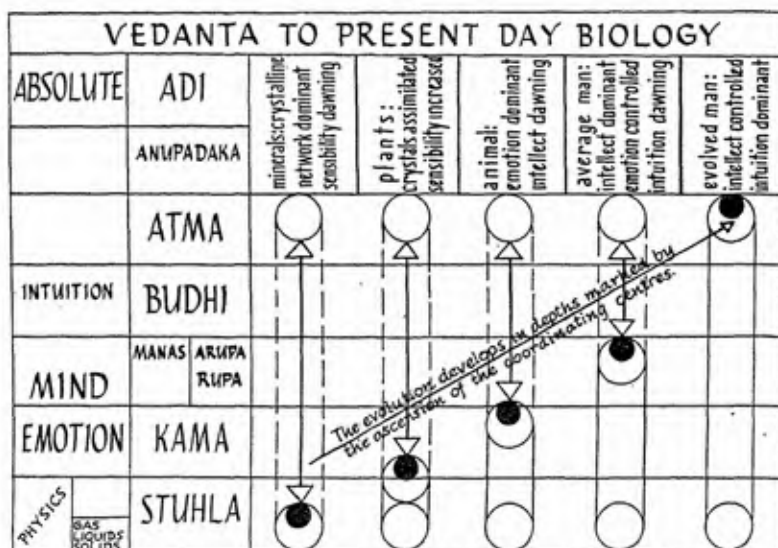 VEDANTA TO PRESENT DAY BIOLOGY
ABSOLUTE
ADI
ANUPADAKA
minerals:crystalline
network dominant
sensibility dawning
plants:
crystals assimilated
sensibility increased
animal:
emotion dominant
intellect dawning
average man:
intellect dominant
emotion controlled
intuition dawning
evolved man:
intellect controlled
intuition dominant
ATMA
INTUITION
BUDHI
MIND
MANAS
ARUPA
RUPA
EMOTION
KAMA
PHYSICS
GAS
LIQUIDS
SOLIDS
STUHLA
The evolution develops in depths marked by
the ascension of the coordinating centres.